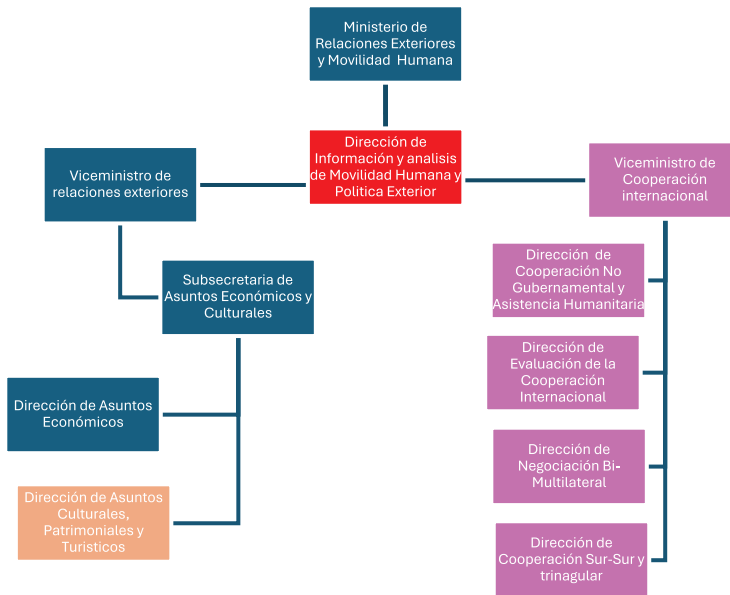 Ministerio de
Relaciones Exteriores
y Movilidad Humana
Dirección de
Información y analisis
de Movilidad Humana y
Politica Exterior
Viceministro de
relaciones exteriores
Viceministro de
Cooperación
internacional
Subsecretaria de
Asuntos Económicos y
Culturales
Dirección de
Cooperación No
Gubernamental y
Asistencia Humanitaria
Dirección de
Evaluación de la
Cooperación
Internacional
Dirección de Asuntos
Económicos
Dirección de
Negociación Bi-
Multilateral
Dirección de Asuntos
Culturales,
Patrimoniales y
Turisticos
Dirección de
Cooperación Sur-Sur y
trinagular